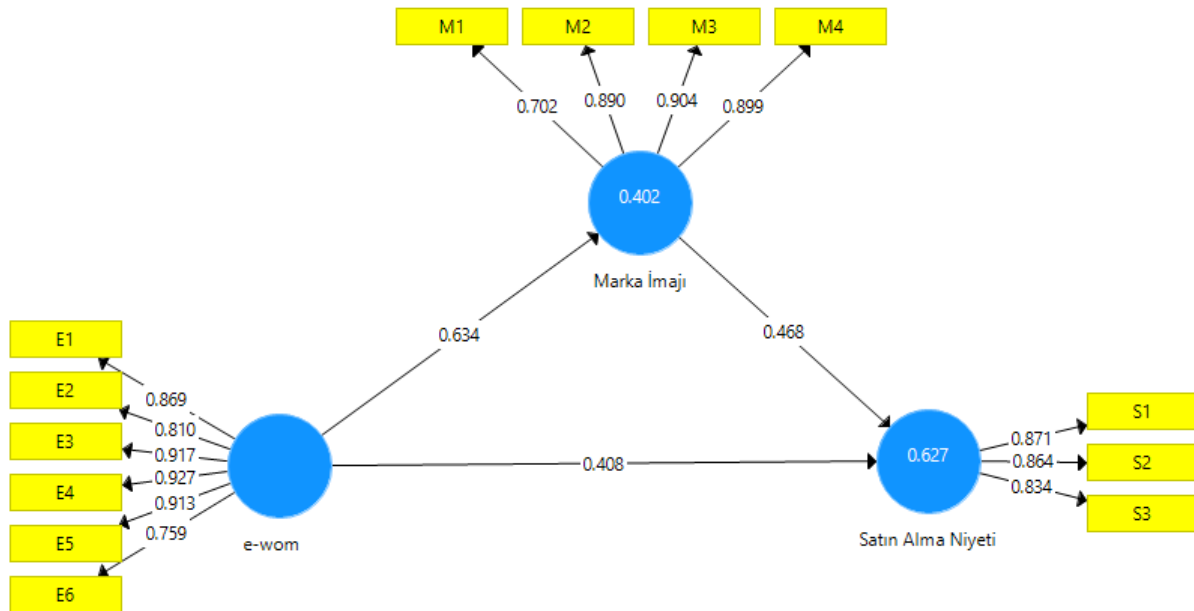 M1
M2
M3
M4
0.702
0.890
0.904
0.899
0.402
Marka İmajı
0.634
0.468
E1
E2
E3
E4
E5
E6
0.869
0.810
0.917
0.927
0.913
0.759
e-wom
0.408
0.627
Satın Alma Niyeti
0.871
0.864
0.834
S1
S2
S3